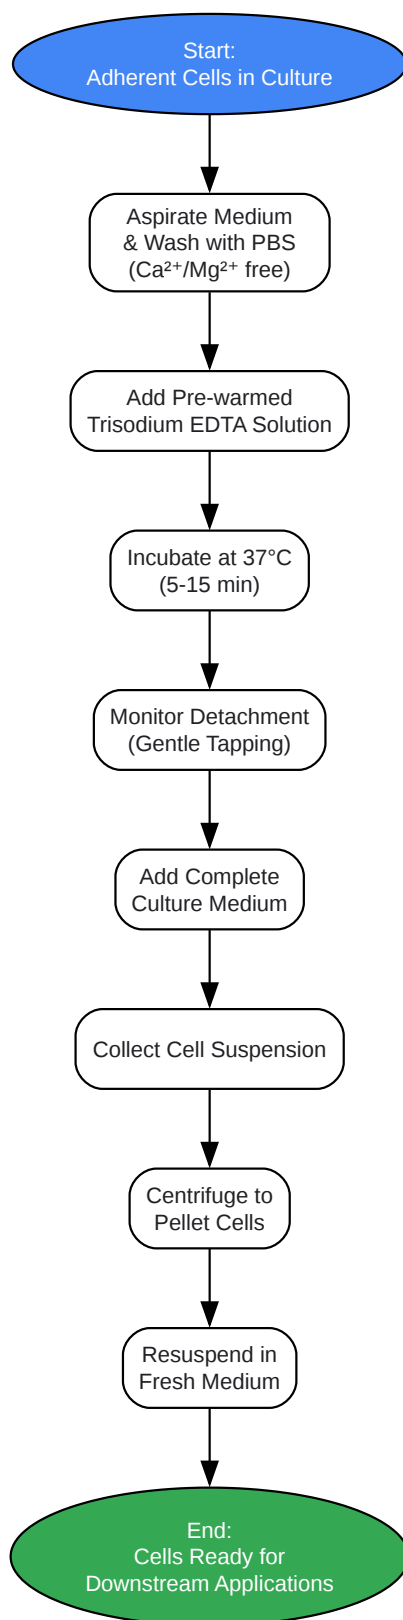 Start:
Adherent Cells in Culture
Aspirate Medium
& Wash with PBS
(Ca²⁺/Mg²⁺ free)
Add Pre-warmed
Trisodium EDTA Solution
Incubate at 37°C
(5-15 min)
Monitor Detachment
(Gentle Tapping)
Add Complete
Culture Medium
Collect Cell Suspension
Centrifuge to
Pellet Cells
Resuspend in
Fresh Medium
End:
Cells Ready for
Downstream Applications